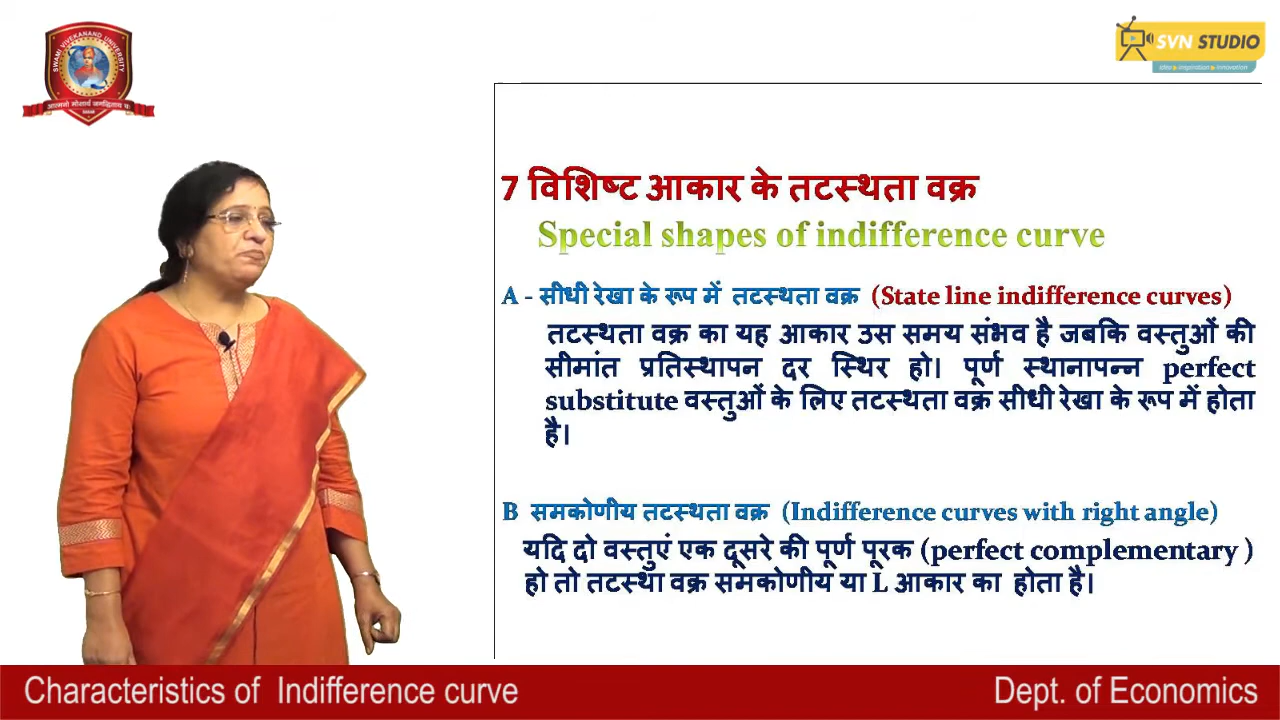 SWAMI VIVEKANAND UNIVERSITY
SVN STUDIO
7 विशिष्ट आकार के तटस्थता वक्र
Special shapes of indifference curve
A - सीधी रेखा के रूप में तटस्थता वक्र (State line indifference curves)
तटस्थता वक्र का यह आकार उस समय संभव है जबकि वस्तुओं की
सीमांत प्रतिस्थापन दर स्थिर हो। पूर्ण स्थानापन्न perfect
substitute वस्तुओं के लिए तटस्थता वक्र सीधी रेखा के रूप में होता
है।
B समकोणीय तटस्थता वक्र (Indifference curves with right angle)
यदि दो वस्तुएं एक दूसरे की पूर्ण पूरक (perfect complementary )
हो तो तटस्था वक्र समकोणीय या L आकार का होता है।
Characteristics of Indifference curve
Dept. of Economics